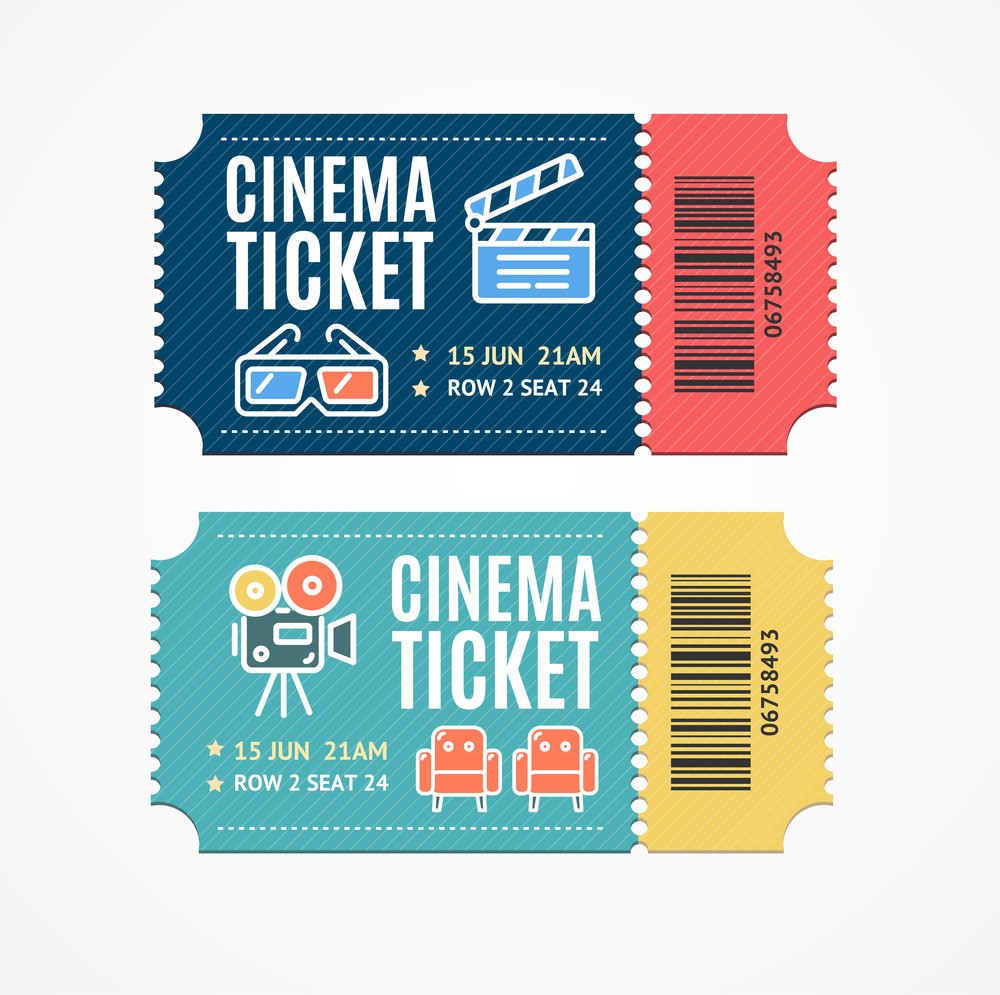 CINEMA
TICKET
15 JUN 21AM
ROW 2 SEAT 24
06758493
CINEMA
TICKET
15 JUN 21AM
ROW 2 SEAT 24
06758493